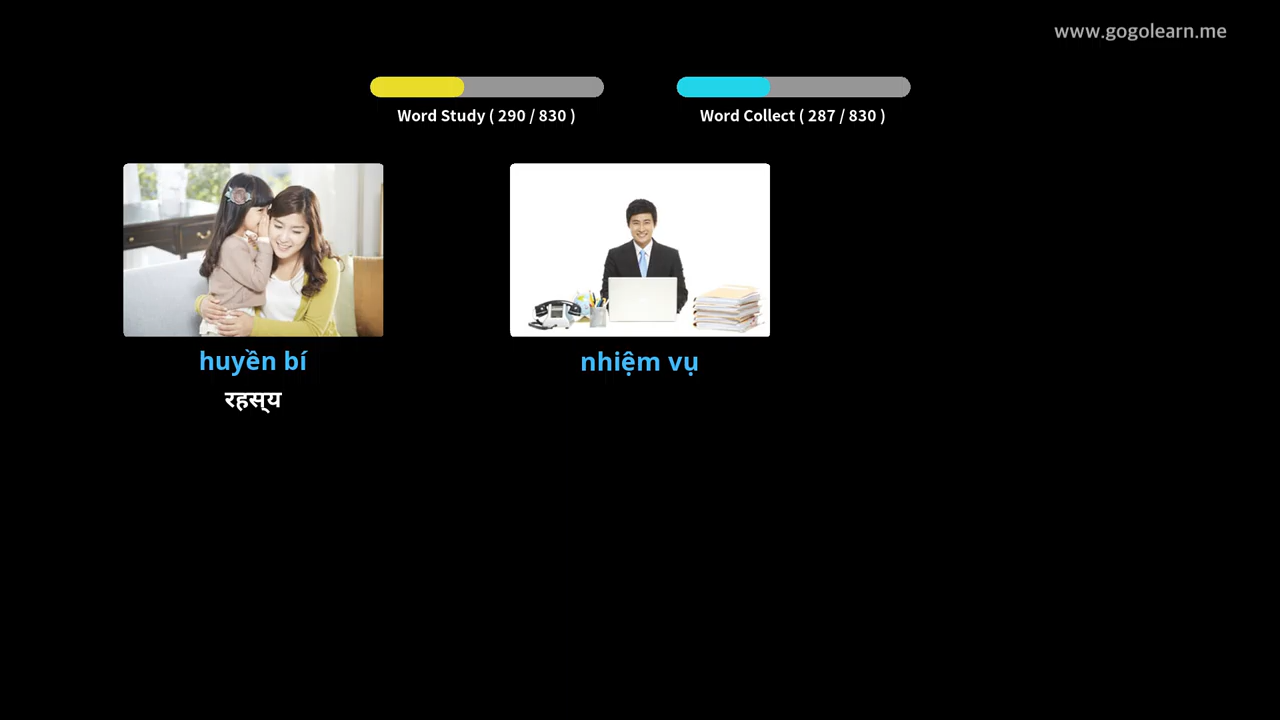 www.gogolearn.me
Word Study ( 290 / 830 )
Word Collect ( 287 / 830 )
huyền bí
रहस्‌य
nhiệm vụ